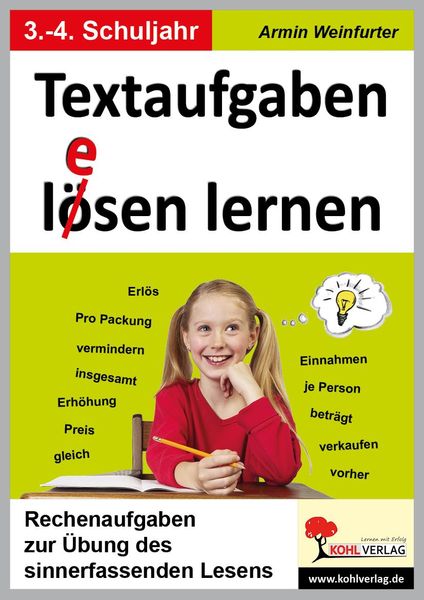 3.-4. Schuljahr
Armin Weinfurter
Textaufgaben
e
lösen lernen
Erlös
Pro Packung
vermindern
insgesamt
Erhöhung
Preis
gleich
Einnahmen
je Person
beträgt
verkaufen
vorher
Rechenaufgaben
zur Übung des
sinnerfassenden Lesens
Lernen mit Erfolg
KOHL VERLAG
www.kohlverlag.de